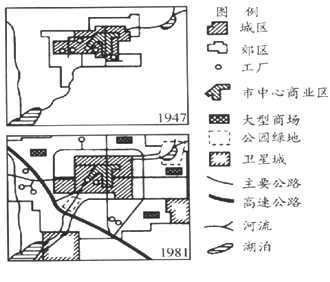 图 例
城区
郊区
工厂
市中心商业区
大型商场
公园绿地
卫星城
主要公路
高速公路
河流
湖泊
1947
1981